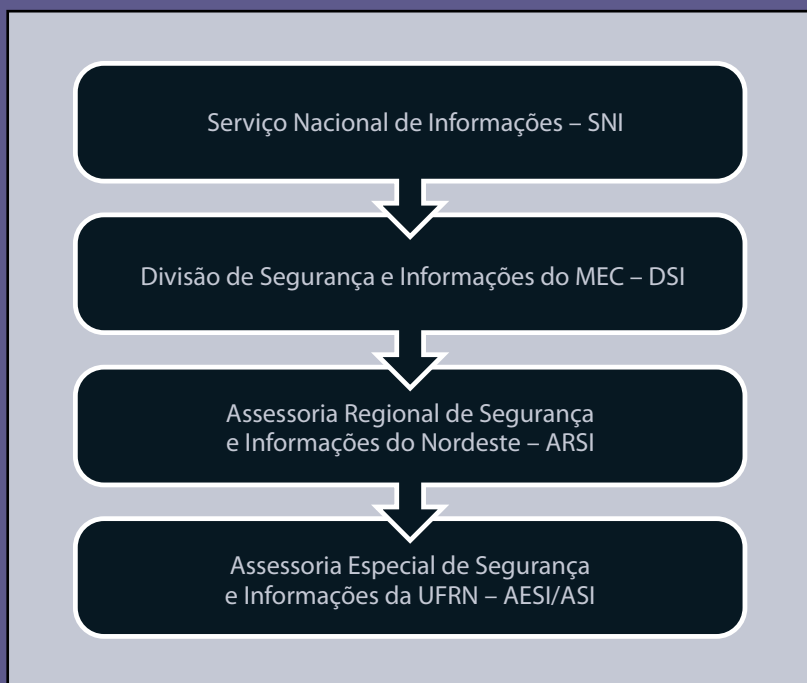 Serviço Nacional de Informações – SNI
Divisão de Segurança e Informações do MEC – DSI
Assessoria Regional de Segurança
e Informações do Nordeste – ARSI
Assessoria Especial de Segurança
e Informações da UFRN – AESI/ASI